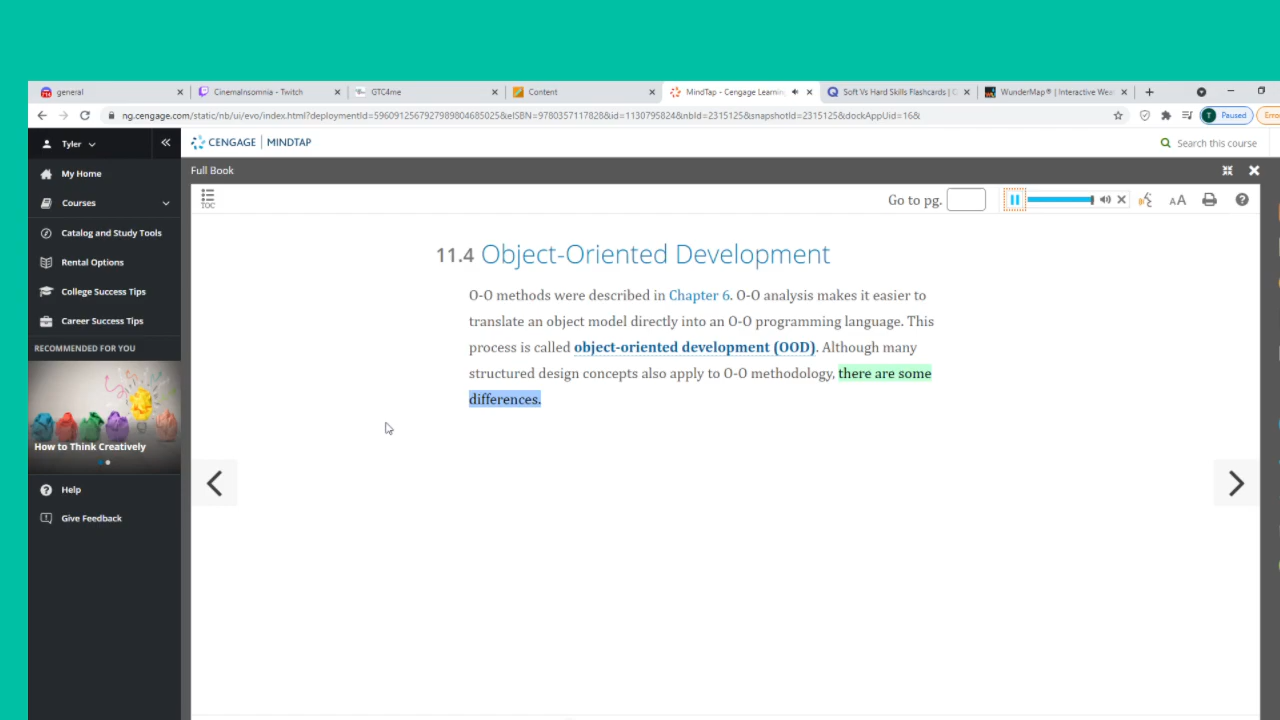 general
CinemaInsomnia - Twitch
GTC4me
Content
MindTap - Cengage Learning
Soft Vs Hard Skills Flashcards | C
WunderMap® | Interactive Wea
ng.cengage.com/static/nb/ui/evo/index.html?deploymentId=5960912567927989804685025&eISBN=9780357117828&id=1130795824&nbId=2315125&snapshotId=2315125&dockAppUid=16&
T Paused
Error
Tyler
CENGAGE | MINDTAP
Search this course
My Home
Full Book
Courses
TOC
Go to pg.
AA
Catalog and Study Tools
Rental Options
College Success Tips
Career Success Tips
RECOMMENDED FOR YOU
How to Think Creatively
Help
Give Feedback
11.4 Object-Oriented Development
O-O methods were described in Chapter 6. O-O analysis makes it easier to
translate an object model directly into an O-O programming language. This
process is called object-oriented development (OOD). Although many
structured design concepts also apply to O-O methodology, there are some
differences.